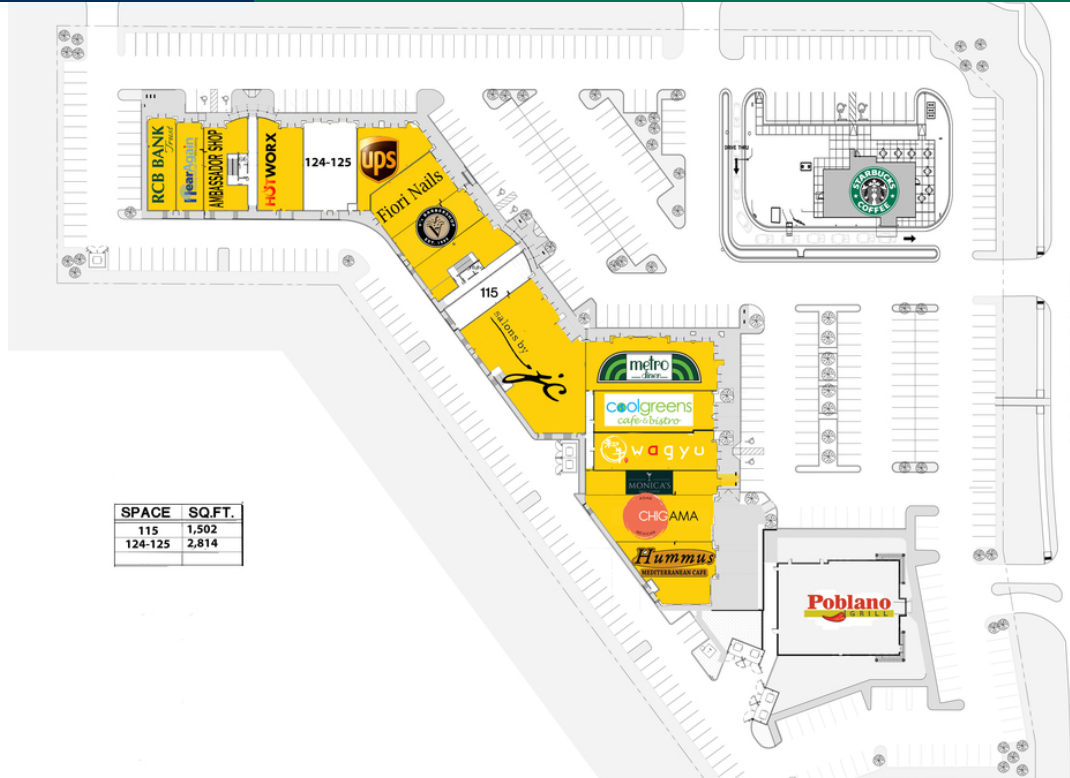 RCB BANK
Trust
HearAgain
AMBASSADOR SHOP
HOTWORX
124-125
ups
Fiori Nails
115
salons by
jc
metro
diner
coolgreens
cafe & bistro
wagyu
MONICA'S
CHIGAMA
Hummus
MEDITERRANEAN CAFE
DRIVE THRU
STARBUCKS
COFFEE
Poblano
GRILL
SPACE SQ.FT.
115 1,502
124-125 2,814